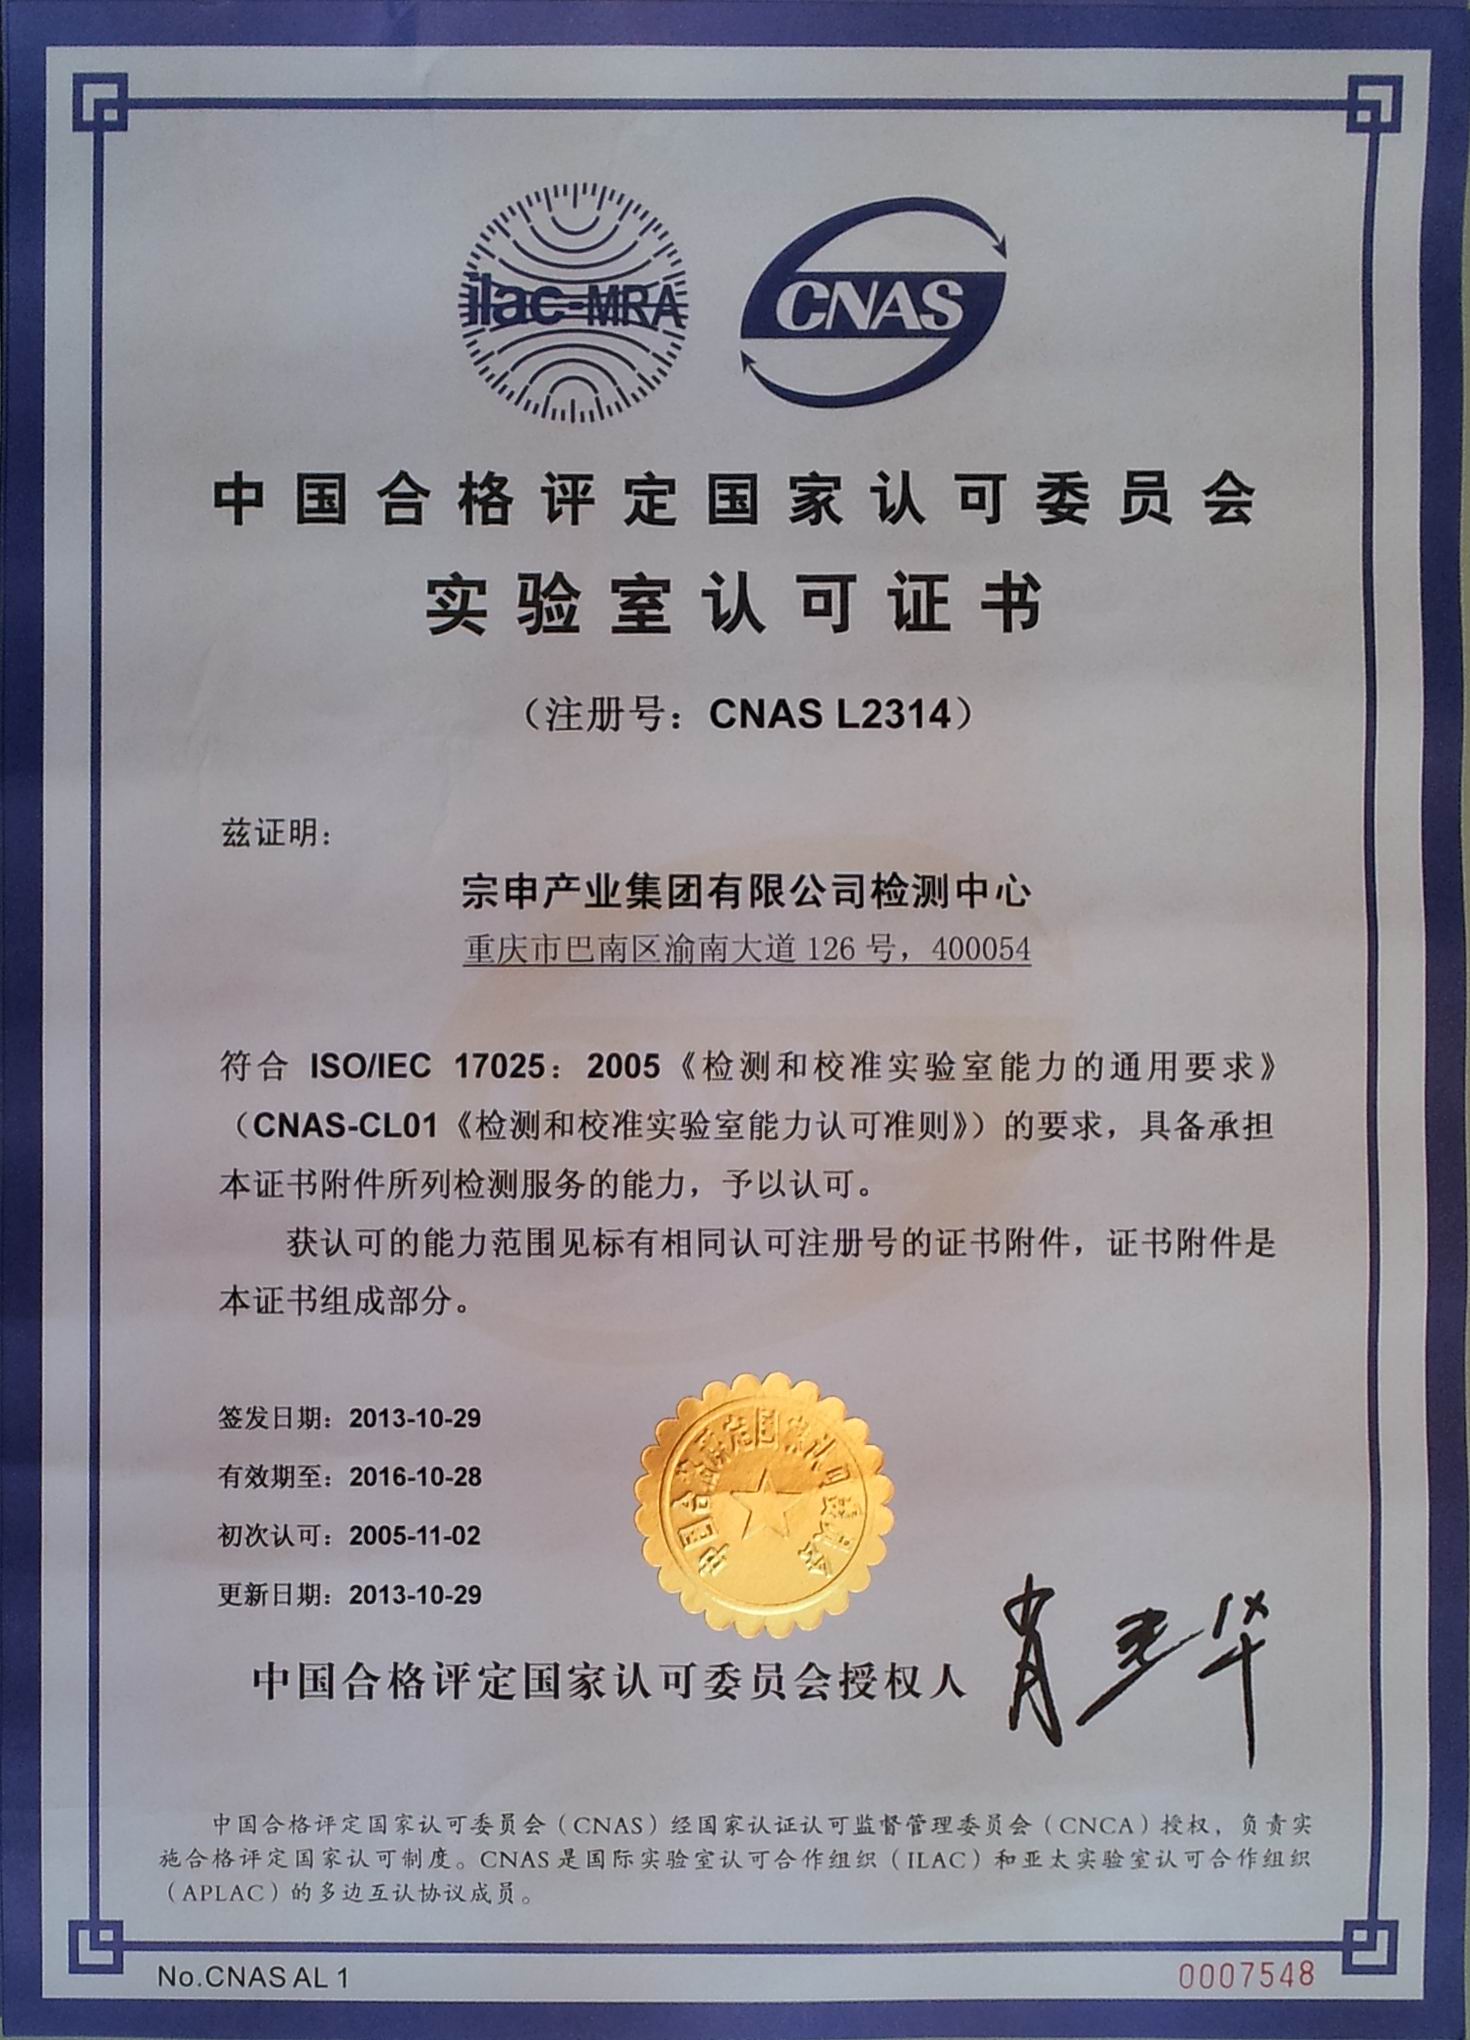 ilac-MRA
CNAS
中国合格评定国家认可委员会
实验室认可证书
（注册号：CNAS L2314）
兹证明：
宗申产业集团有限公司检测中心
重庆市巴南区渝南大道 126 号，400054
符合 ISO/IEC 17025：2005《检测和校准实验室能力的通用要求》
（CNAS-CL01《检测和校准实验室能力认可准则》）的要求，具备承担
本证书附件所列检测服务的能力，予以认可。
获认可的能力范围见标有相同认可注册号的证书附件，证书附件是
本证书组成部分。
签发日期：2013-10-29
有效期至：2016-10-28
初次认可：2005-11-02
更新日期：2013-10-29
中国合格评定国家认可委员会
中国合格评定国家认可委员会授权人
中国合格评定国家认可委员会（CNAS）经国家认证认可监督管理委员会（CNCA）授权，负责实
施合格评定国家认可制度。CNAS是国际实验室认可合作组织（ILAC）和亚太实验室认可合作组织
（APLAC）的多边互认协议成员。
No.CNAS AL 1
0007548